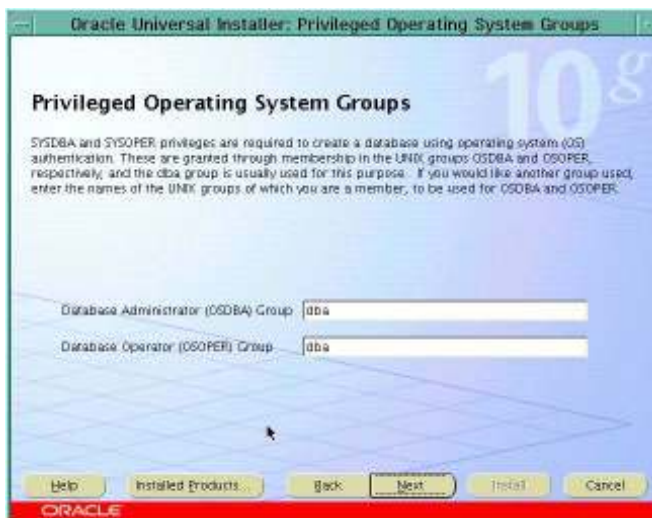 Oracle Universal Installer: Privileged Operating System Groups
10g
Privileged Operating System Groups
SYSDBA and SYSOPER privileges are required to create a database using operating system (OS)
authentication. These are granted through membership in the UNIX groups OSDBA and OSOPER,
respectively, and the dba group is usually used for this purpose. If you would like another group used,
enter the names of the UNIX groups of which you are a member, to be used for OSDBA and OSOPER.
Database Administrator (OSDBA) Group dba
Database Operator (OSOPER) Group dba
Help Installed Products... Back Next Install Cancel
ORACLE